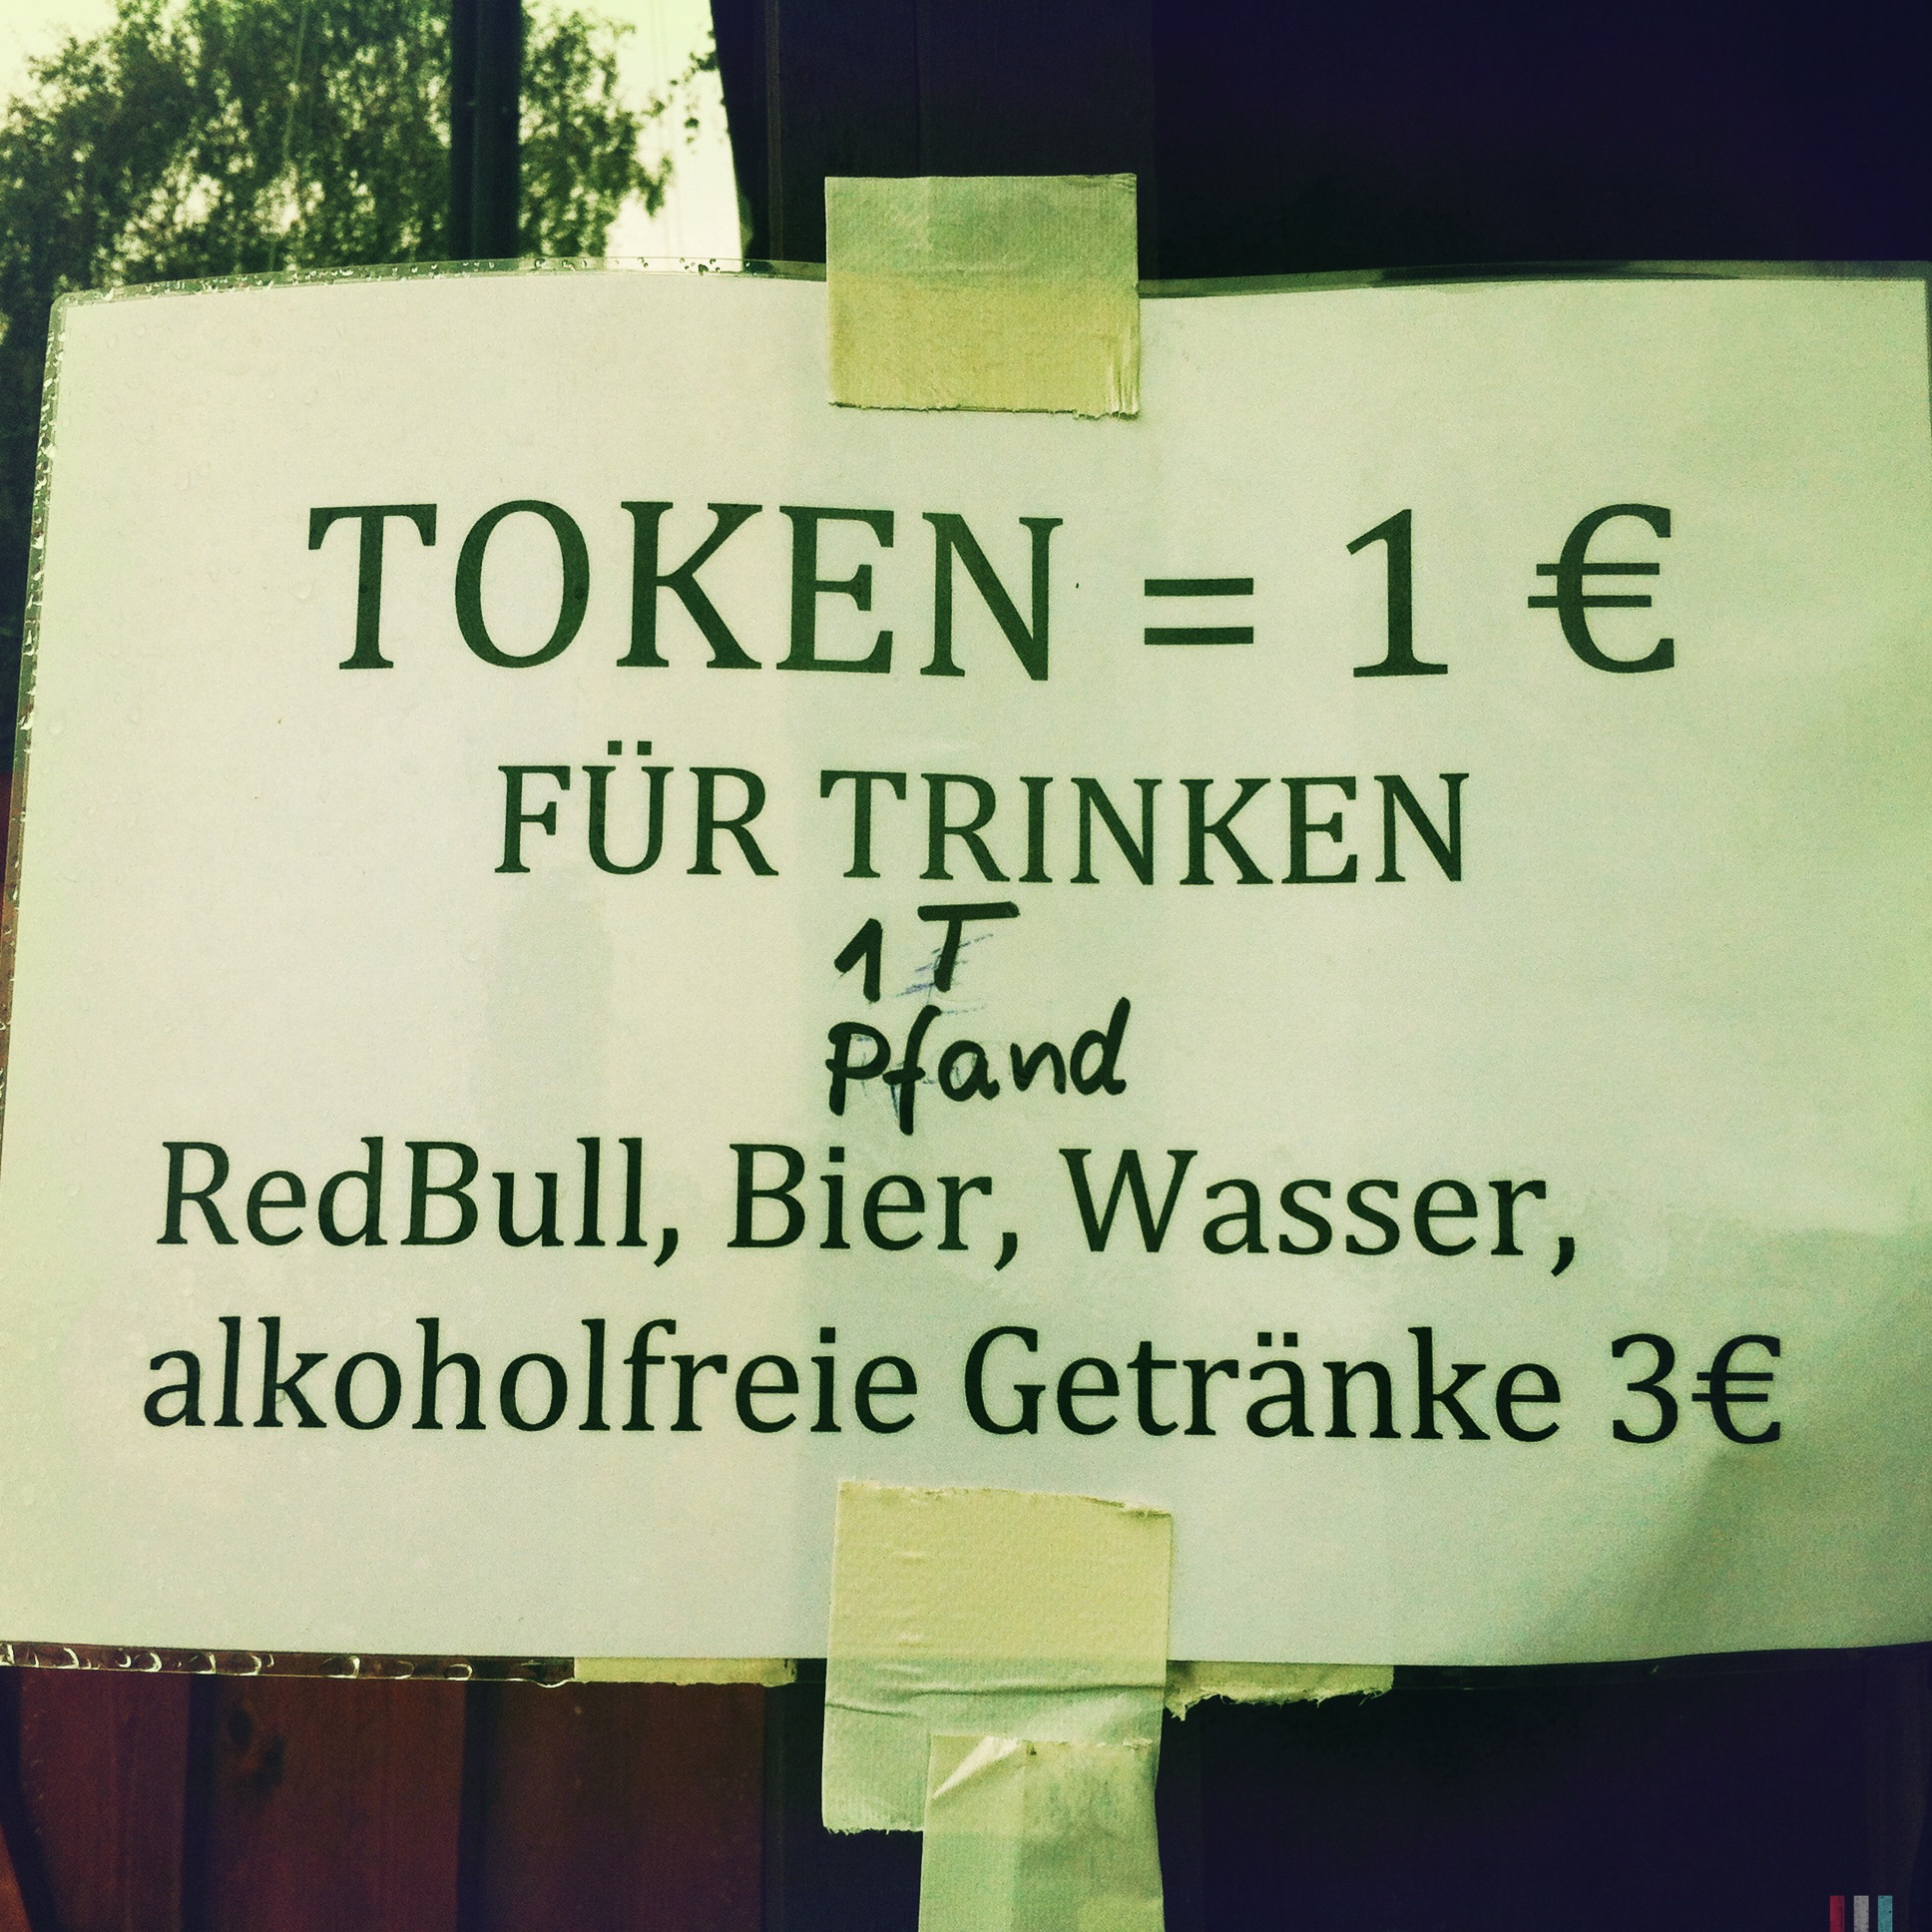 TOKEN = 1 €
FÜR TRINKEN
1 T
Pfand
RedBull, Bier, Wasser,
alkoholfreie Getränke 3€